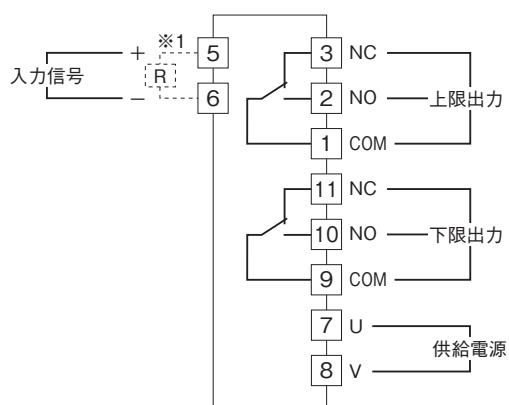 ※1
入力信号
+
R
−
5
6
3 NC
2 NO
1 COM
上限出力
11 NC
10 NO
9 COM
下限出力
7 U
8 V
供給電源